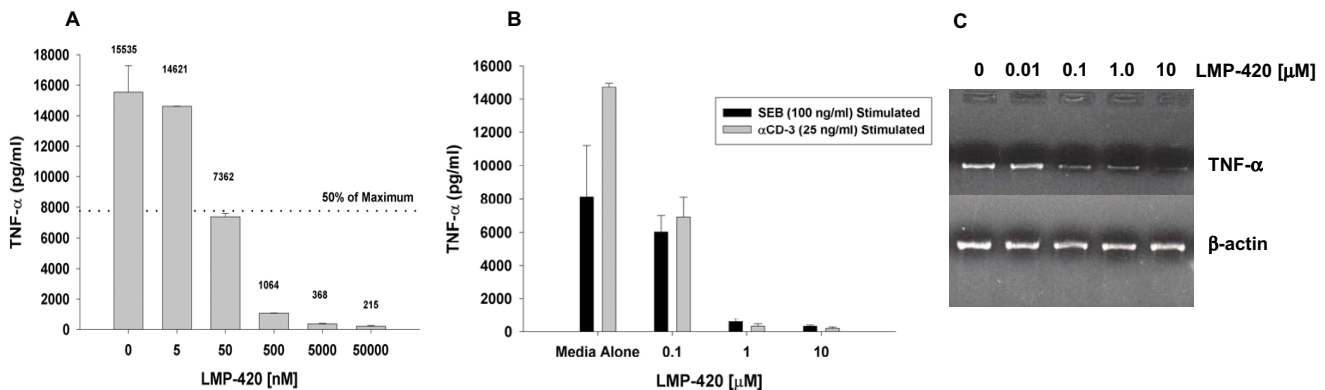 A
15535
14621
7362
1064
368
215
50% of Maximum
18000
16000
14000
12000
10000
8000
6000
4000
2000
0
TNF-α (pg/ml)
0 5 50 500 5000 50000
LMP-420 [nM]
B
SEB (100 ng/ml) Stimulated
αCD-3 (25 ng/ml) Stimulated
16000
14000
12000
10000
8000
6000
4000
2000
0
TNF-α (pg/ml)
Media Alone 0.1 1 10
LMP-420 [µM]
C
0 0.01 0.1 1.0 10 LMP-420 [µM]
TNF-α
β-actin